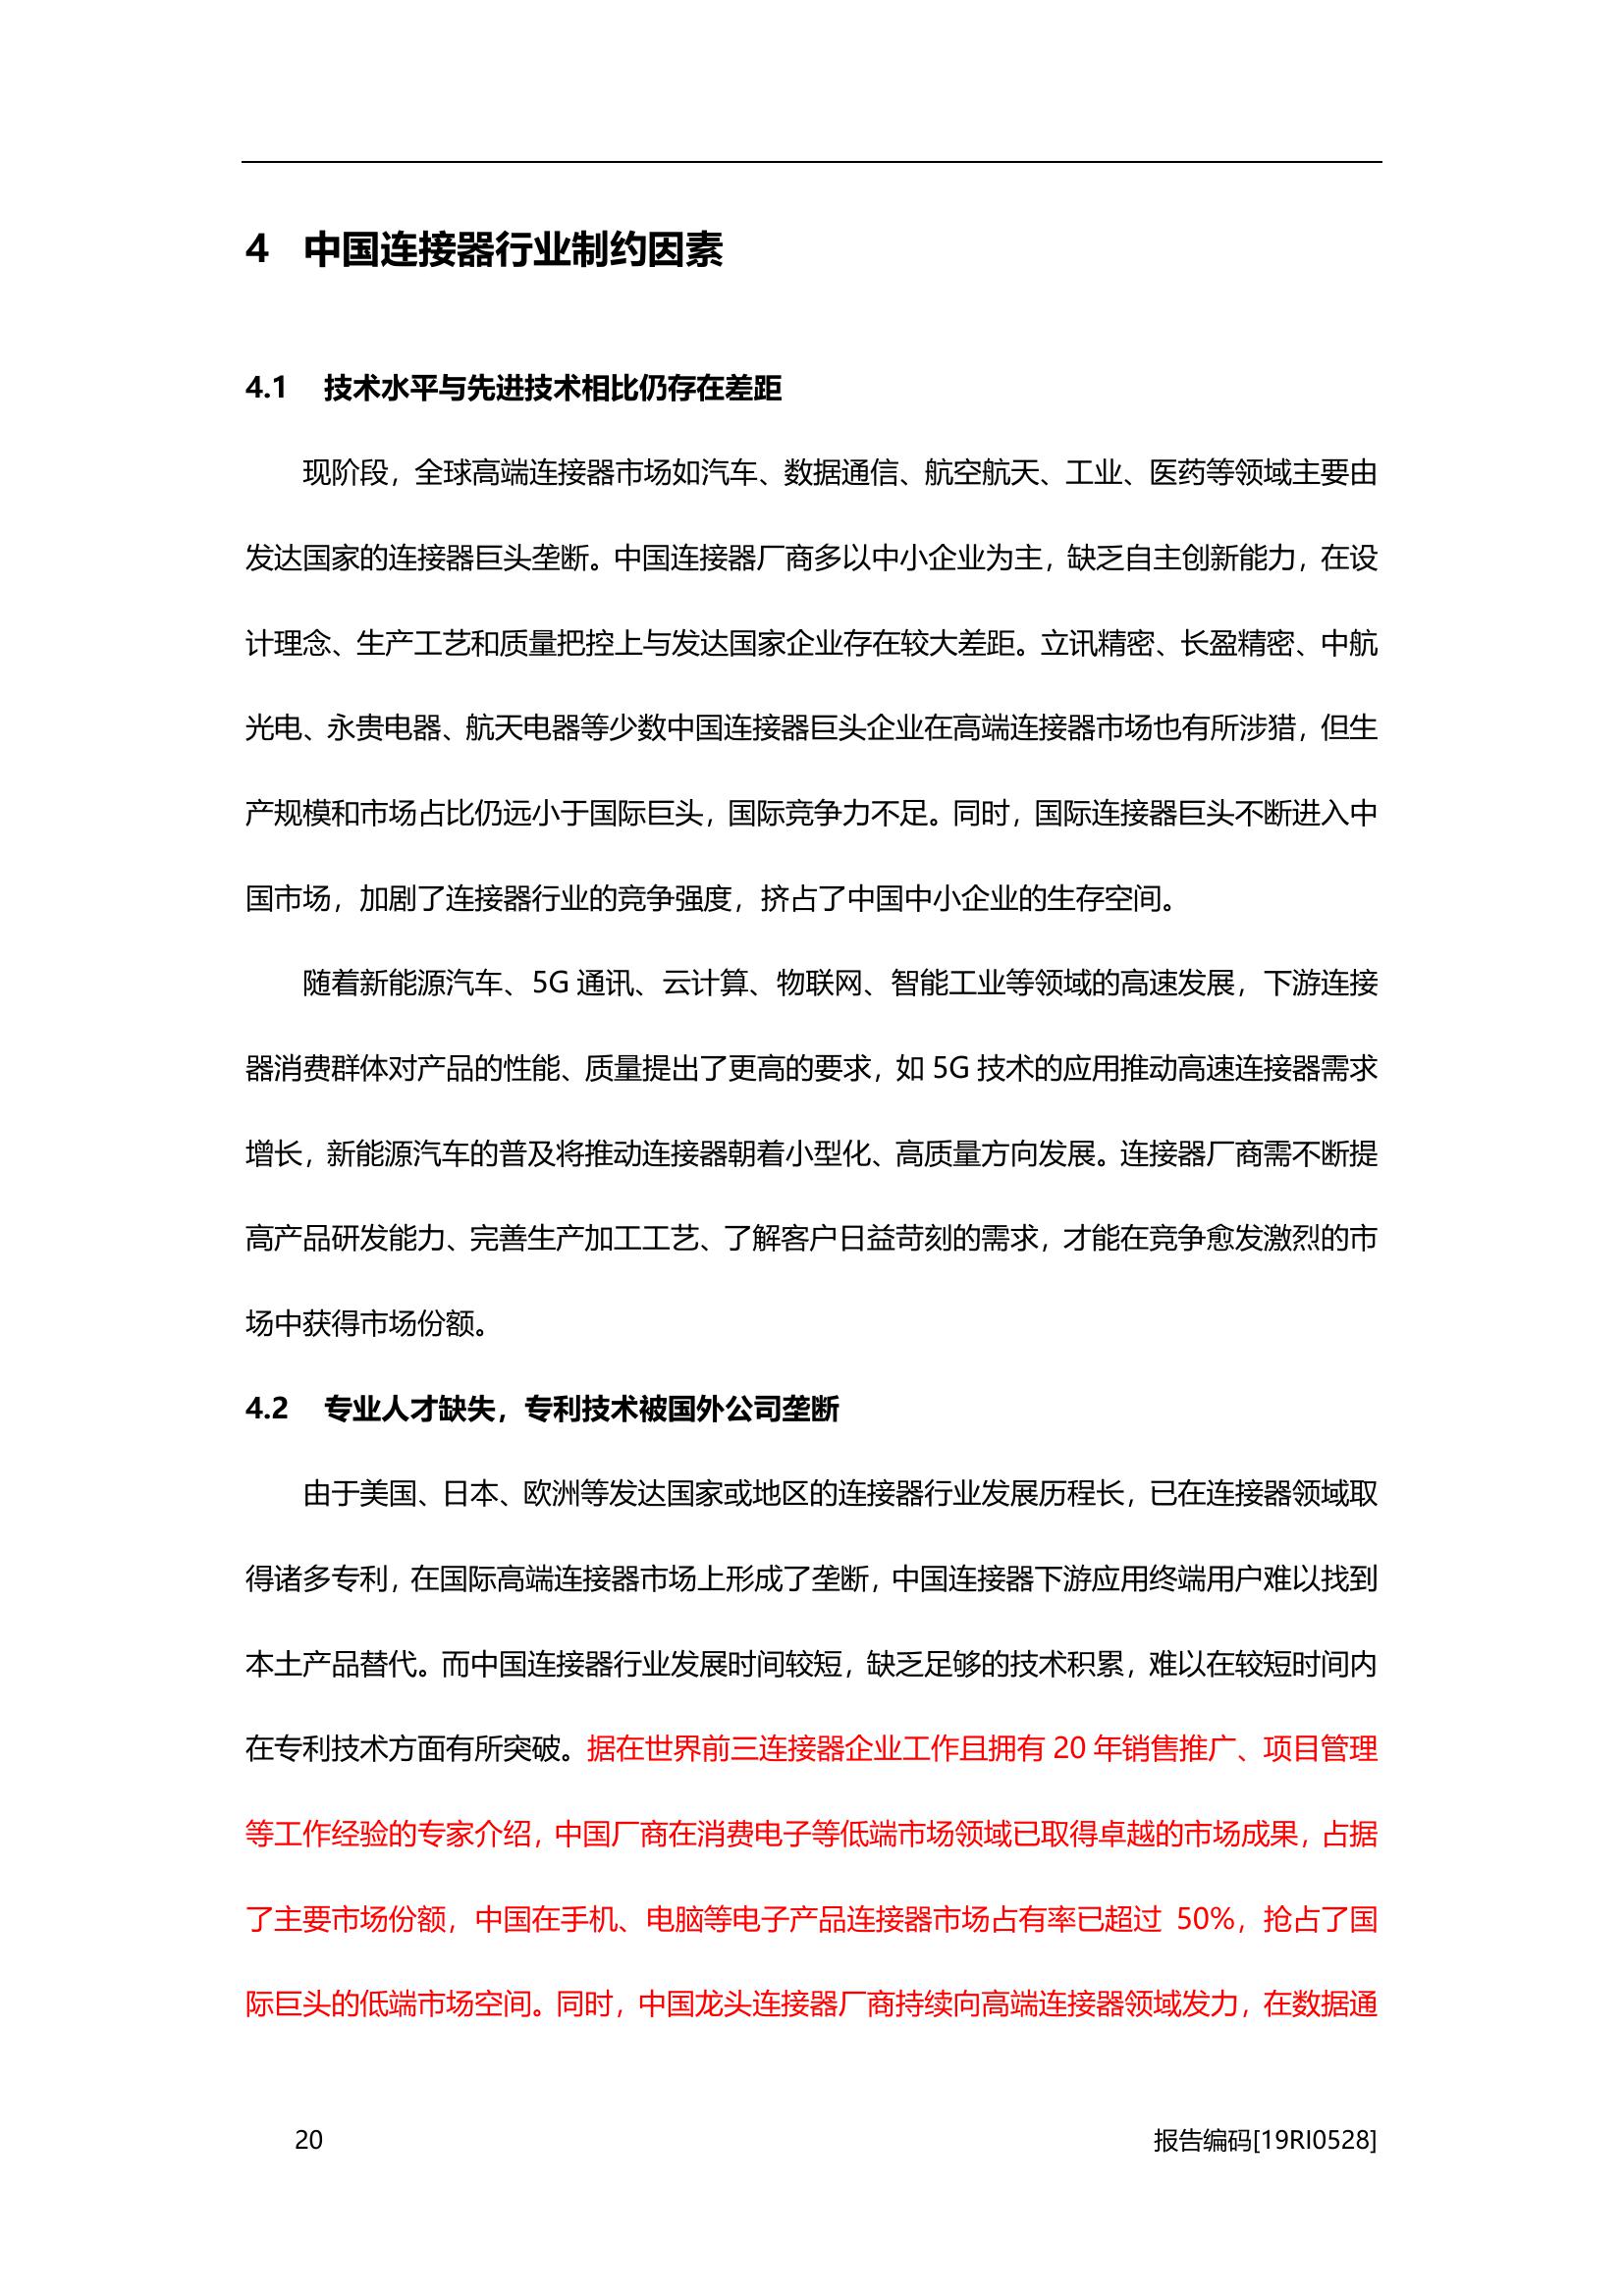 4 中国连接器行业制约因素
4.1 技术水平与先进技术相比仍存在差距
现阶段，全球高端连接器市场如汽车、数据通信、航空航天、工业、医药等领域主要由
发达国家的连接器巨头垄断。中国连接器厂商多以中小企业为主，缺乏自主创新能力，在设
计理念、生产工艺和质量把控上与发达国家企业存在较大差距。立讯精密、长盈精密、中航
光电、永贵电器、航天电器等少数中国连接器巨头企业在高端连接器市场也有所涉猎，但生
产规模和市场占比仍远小于国际巨头，国际竞争力不足。同时，国际连接器巨头不断进入中
国市场，加剧了连接器行业的竞争强度，挤占了中国中小企业的生存空间。
随着新能源汽车、5G 通讯、云计算、物联网、智能工业等领域的高速发展，下游连接
器消费群体对产品的性能、质量提出了更高的要求，如 5G 技术的应用推动高速连接器需求
增长，新能源汽车的普及将推动连接器朝着小型化、高质量方向发展。连接器厂商需不断提
高产品研发能力、完善生产加工工艺、了解客户日益苛刻的需求，才能在竞争愈发激烈的市
场中获得市场份额。
4.2 专业人才缺失，专利技术被国外公司垄断
由于美国、日本、欧洲等发达国家或地区的连接器行业发展历程长，已在连接器领域取
得诸多专利，在国际高端连接器市场上形成了垄断，中国连接器下游应用终端用户难以找到
本土产品替代。而中国连接器行业发展时间较短，缺乏足够的技术积累，难以在较短时间内
在专利技术方面有所突破。据在世界前三连接器企业工作且拥有 20 年销售推广、项目管理
等工作经验的专家介绍，中国厂商在消费电子等低端市场领域已取得卓越的市场成果，占据
了主要市场份额，中国在手机、电脑等电子产品连接器市场占有率已超过 50%，抢占了国
际巨头的低端市场空间。同时，中国龙头连接器厂商持续向高端连接器领域发力，在数据通
20 报告编码[19RI0528]